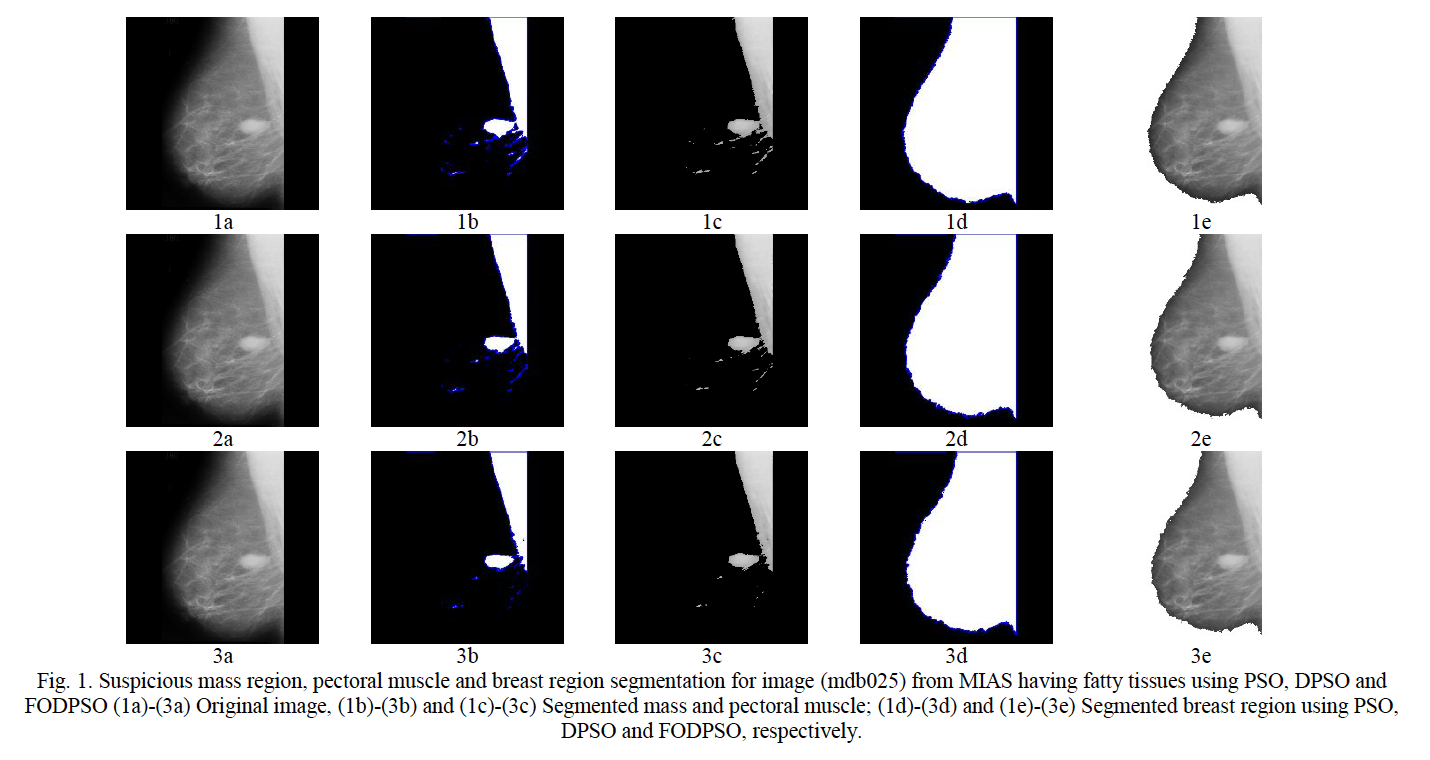 1a 1b 1c 1d 1e
2a 2b 2c 2d 2e
3a 3b 3c 3d 3e
Fig. 1. Suspicious mass region, pectoral muscle and breast region segmentation for image (mdb025) from MIAS having fatty tissues using PSO, DPSO and
FODPSO (1a)-(3a) Original image, (1b)-(3b) and (1c)-(3c) Segmented mass and pectoral muscle; (1d)-(3d) and (1e)-(3e) Segmented breast region using PSO,
DPSO and FODPSO, respectively.